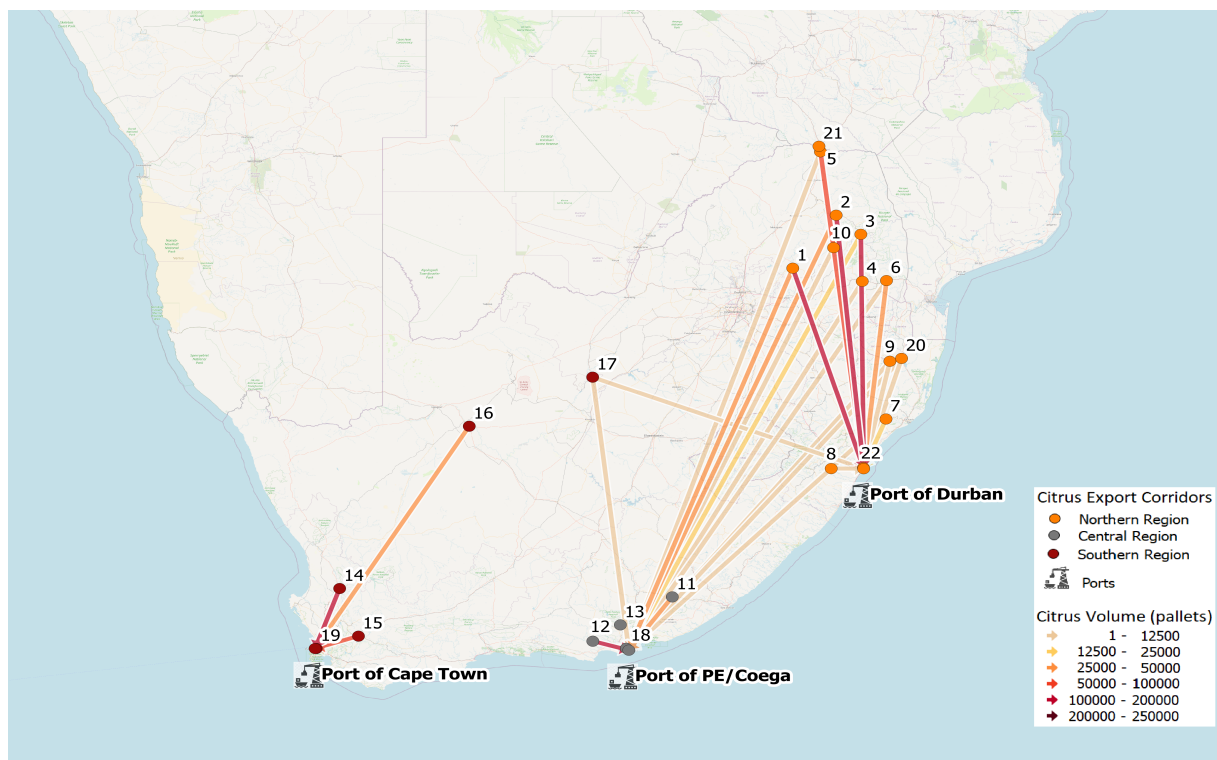 21
5
2
3
10
1
4
6
17
9
20
16
7
8
22
Port of Durban
14
11
13
15
12
19
18
Port of Cape Town
Port of PE/Coega
Citrus Export Corridors
Northern Region
Central Region
Southern Region
Ports
Citrus Volume (pallets)
1 - 12500
12500 - 25000
25000 - 50000
50000 - 100000
100000 - 200000
200000 - 250000